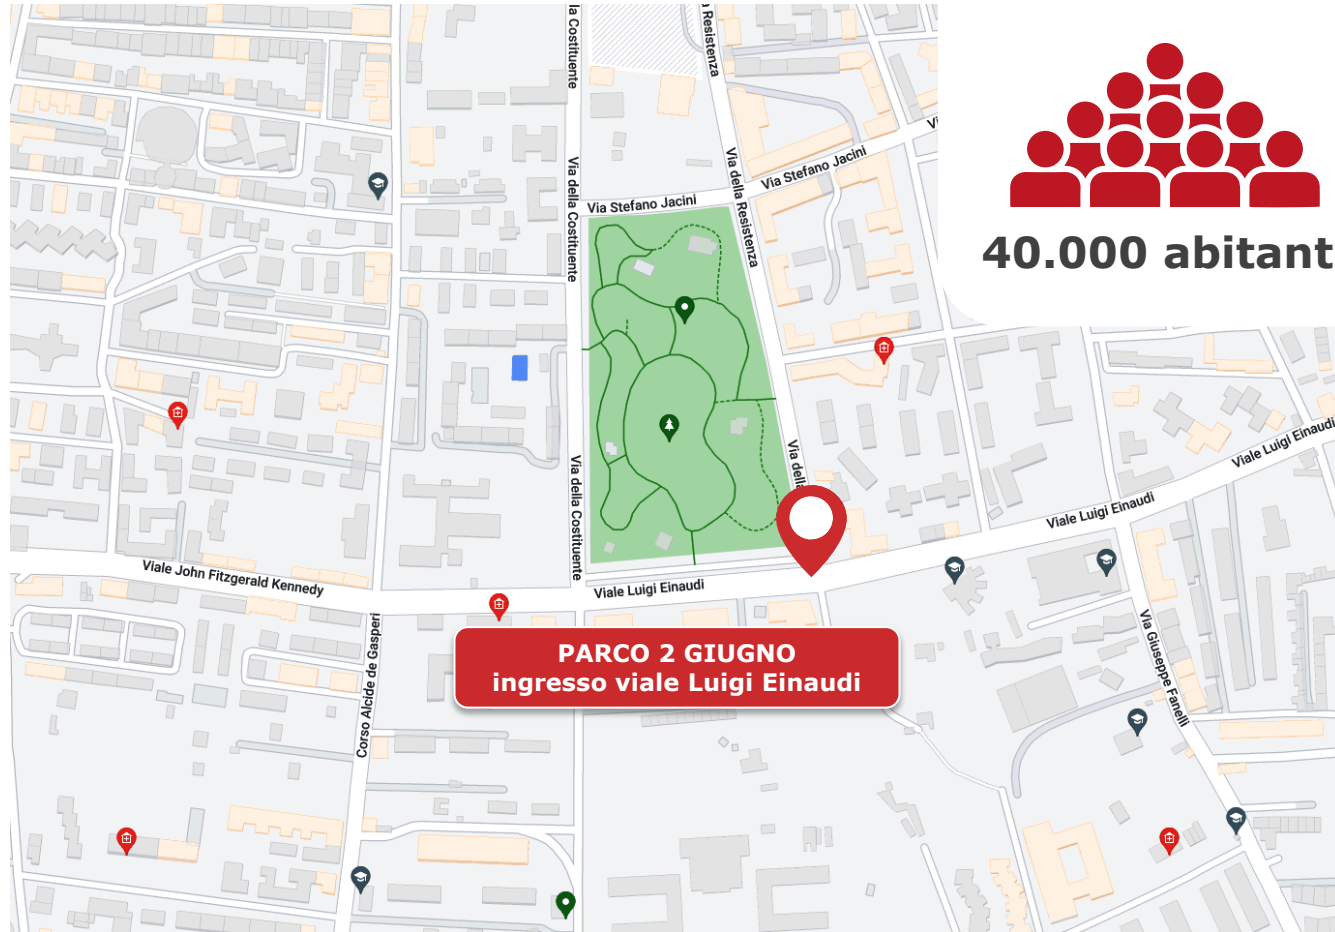 la Costituente
a Resistenza
40.000 abitant
Via della Costituente
Via della Resistenza
Via Stefano Jacini
Via Stefano Jacini
Via della Costituente
Via della
Viale Luigi Einaudi
Viale Luigi Einaudi
Viale John Fitzgerald Kennedy
Viale Luigi Einaudi
PARCO 2 GIUGNO
ingresso viale Luigi Einaudi
Corso Alcide de Gasperi
Via Giuseppe Fanelli